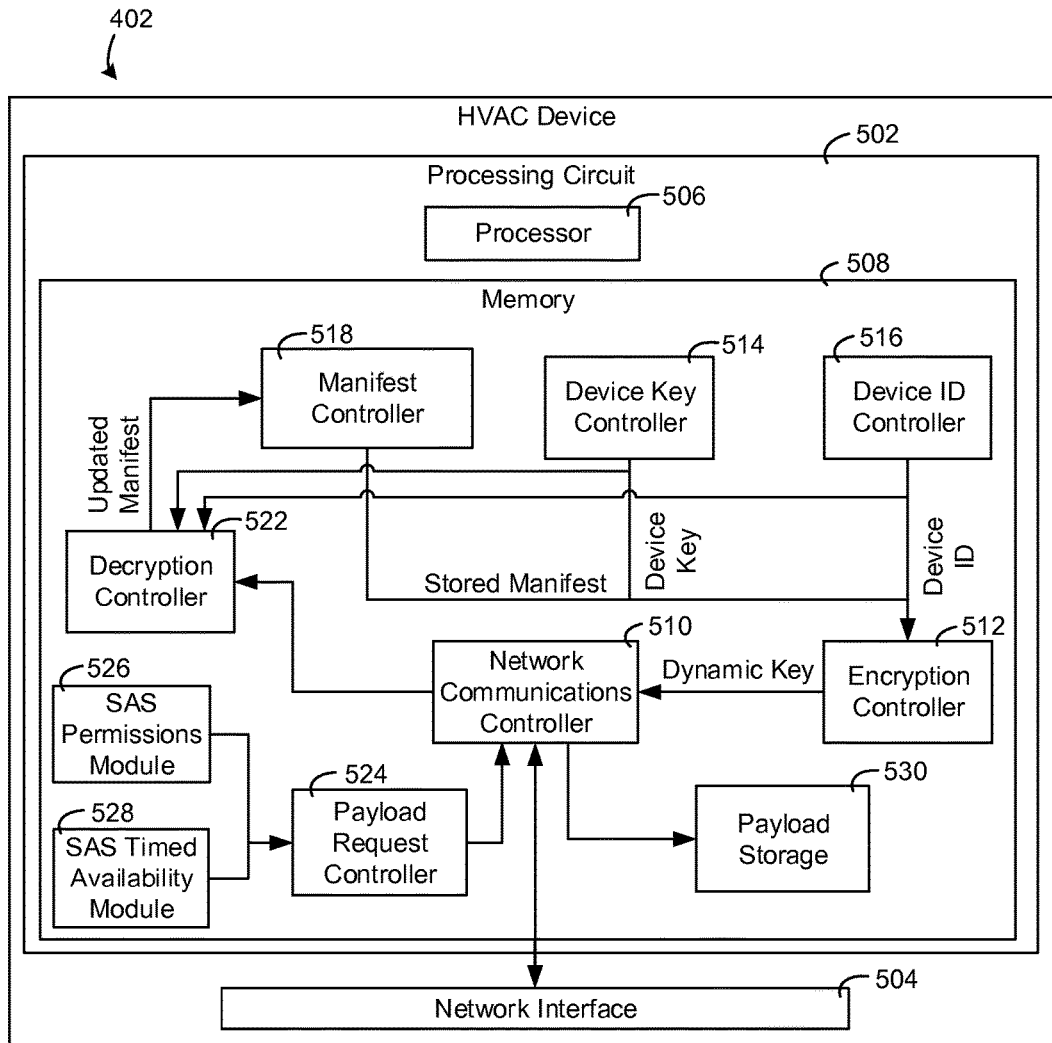 402
HVAC Device
502
Processing Circuit
506
Processor
508
Memory
518
Manifest
Controller
514
Device Key
Controller
516
Device ID
Controller
Updated
Manifest
522
Decryption
Controller
Stored Manifest
Device
Key
Device
ID
510
Network
Communications
Controller
Dynamic Key
512
Encryption
Controller
526
SAS
Permissions
Module
524
Payload
Request
Controller
530
Payload
Storage
528
SAS Timed
Availability
Module
504
Network Interface